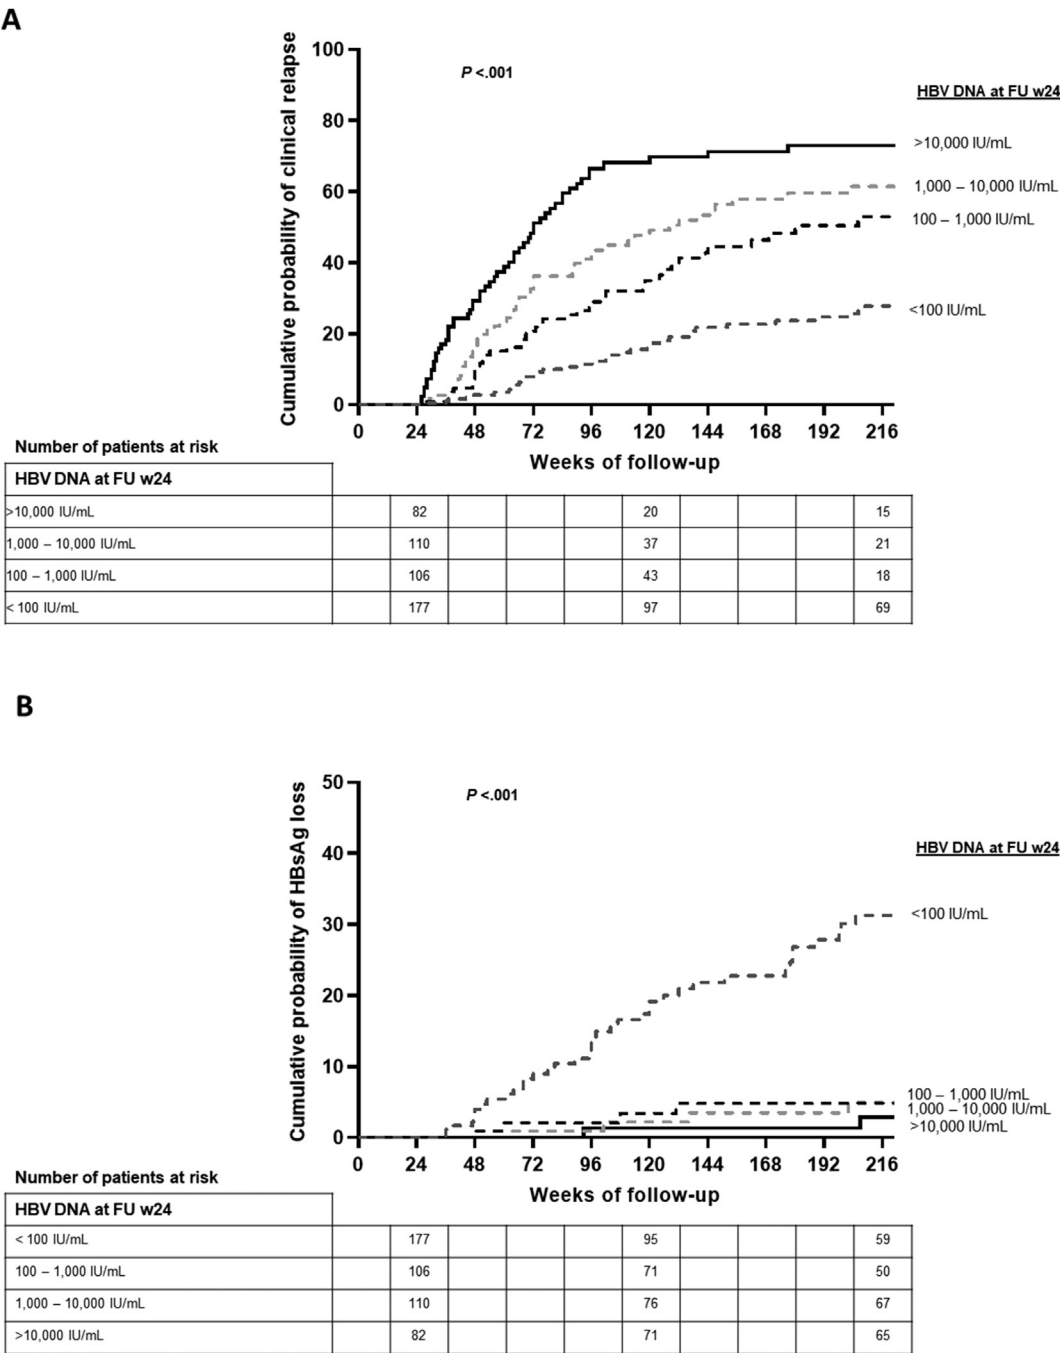 A
Cumulative probability of clinical relapse
100
80
60
40
20
0
P <.001
HBV DNA at FU w24
>10,000 IU/mL
1,000 – 10,000 IU/mL
100 – 1,000 IU/mL
<100 IU/mL
0 24 48 72 96 120 144 168 192 216
Weeks of follow-up
Number of patients at risk
HBV DNA at FU w24
>10,000 IU/mL 82 20 15
1,000 – 10,000 IU/mL 110 37 21
100 – 1,000 IU/mL 106 43 18
< 100 IU/mL 177 97 69
B
Cumulative probability of HBsAg loss
50
40
30
20
10
0
P <.001
HBV DNA at FU w24
<100 IU/mL
100 – 1,000 IU/mL
1,000 – 10,000 IU/mL
>10,000 IU/mL
0 24 48 72 96 120 144 168 192 216
Weeks of follow-up
Number of patients at risk
HBV DNA at FU w24
< 100 IU/mL 177 95 59
100 – 1,000 IU/mL 106 71 50
1,000 – 10,000 IU/mL 110 76 67
>10,000 IU/mL 82 71 65